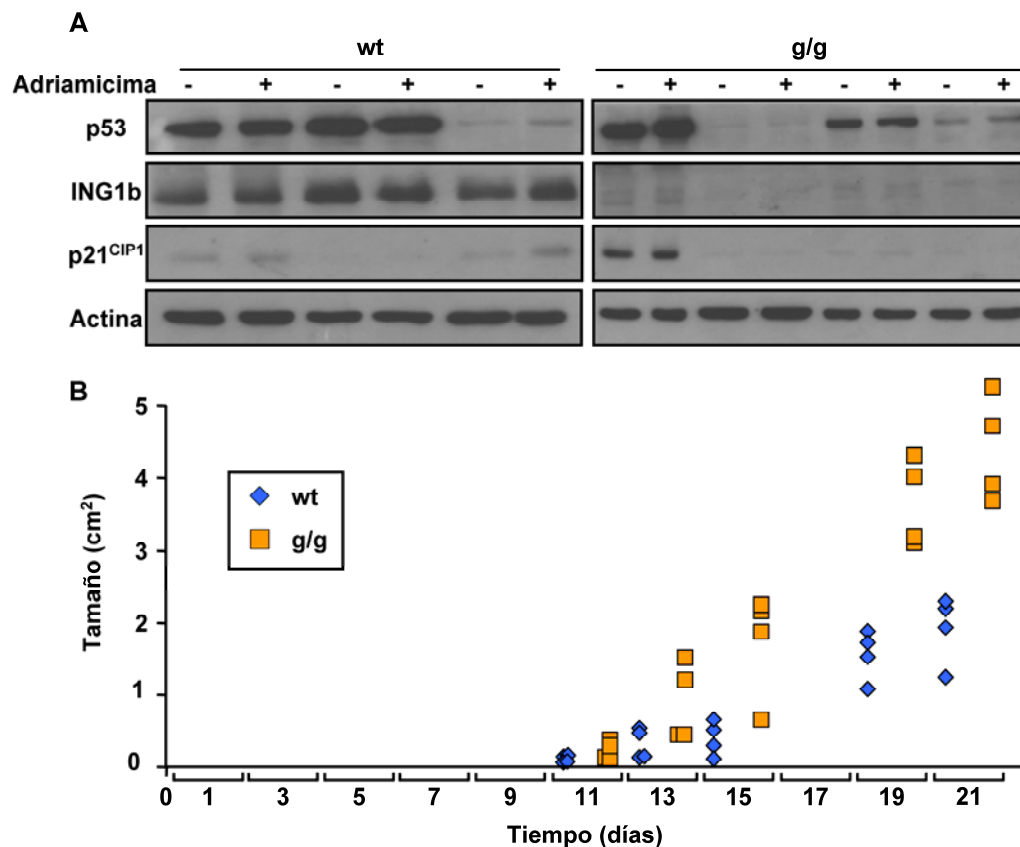 A
wt g/g
Adriamicima - + - + - + - + - + - + - +
p53
ING1b
p21CIP1
Actina
B
5
4
3
2
1
0
Tamaño (cm2)
wt
g/g
0 1 3 5 7 9 11 13 15 17 19 21
Tiempo (días)